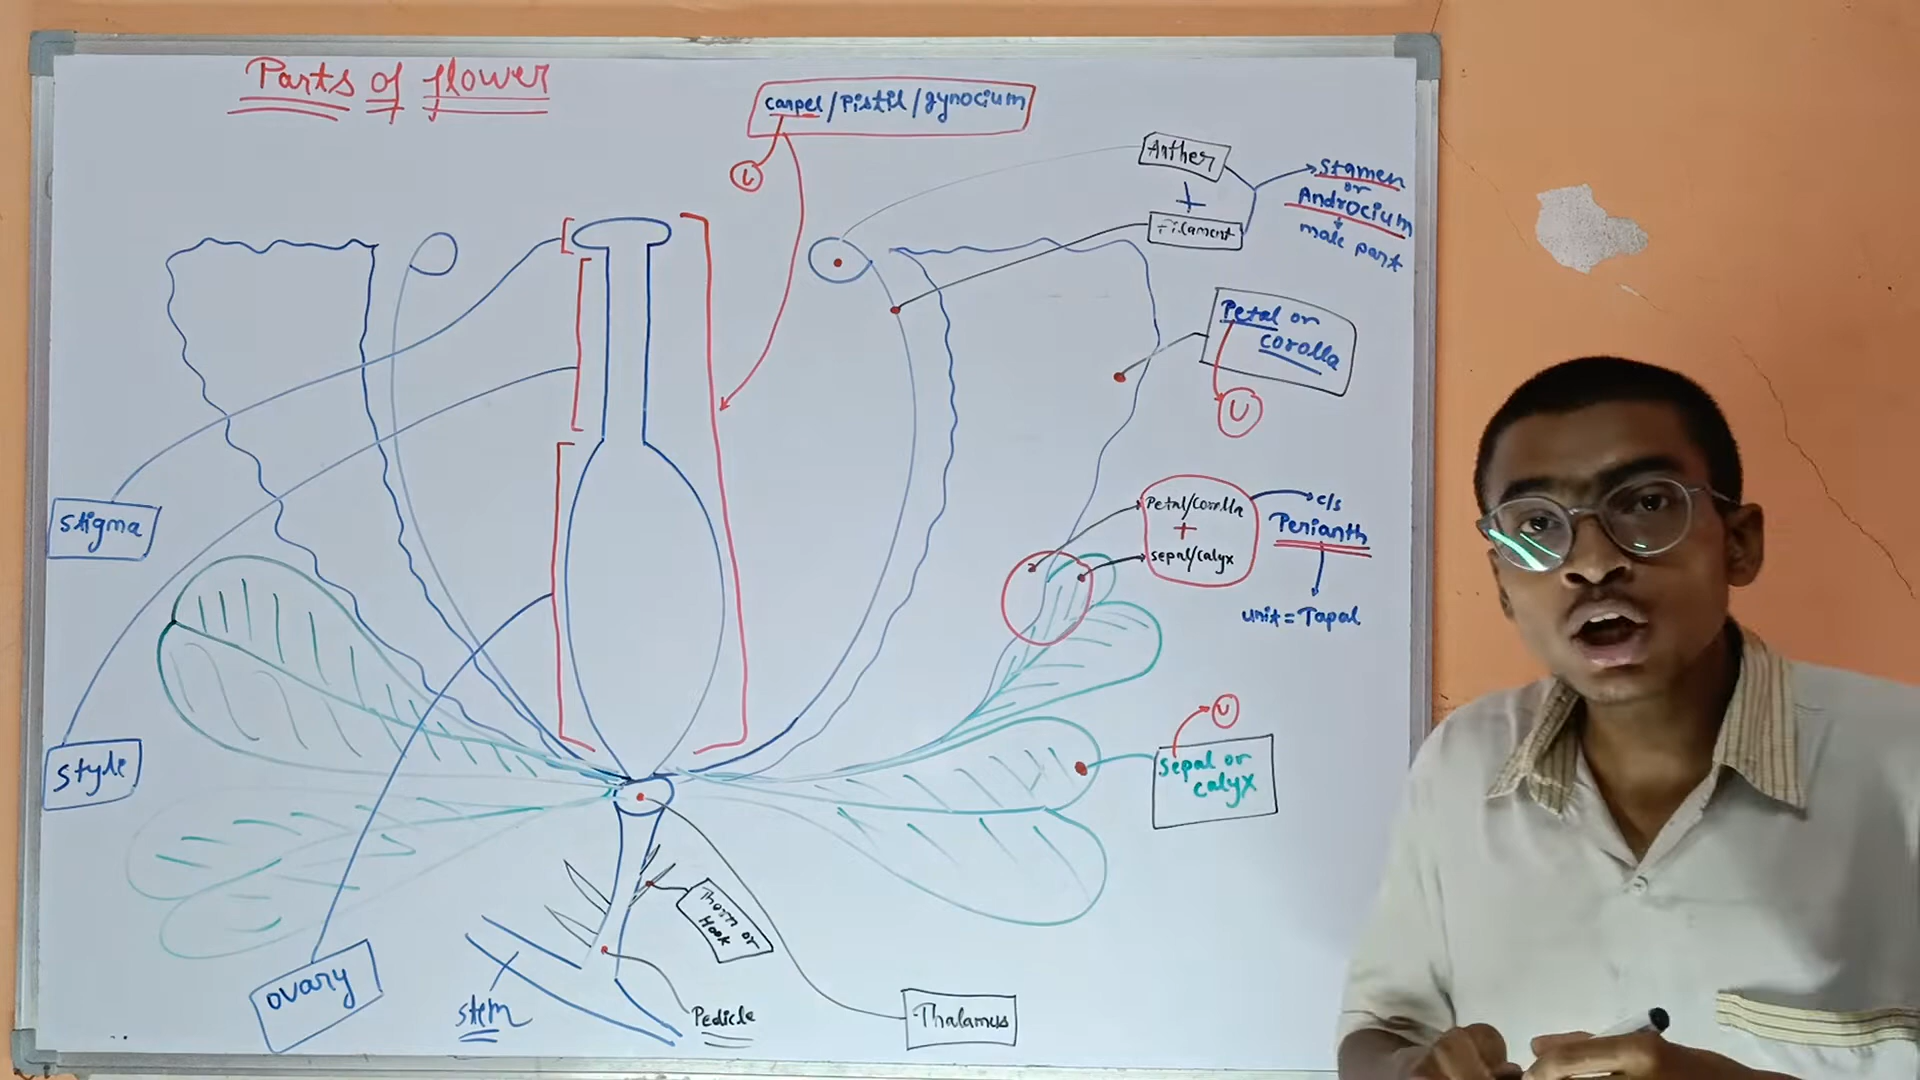 Parts of flower
Carpel/Pistil/gynocium
U
Anther
+
Filament
Stamen
or
Androcium
male part
Petal or
corolla
U
Petal/Corolla
+
sepal/calyx
c/s
Perianth
unit = Tapal
U
Sepal or
calyx
Stigma
Style
ovary
stem
Thorn or
Hook
Pedicle
Thalamus